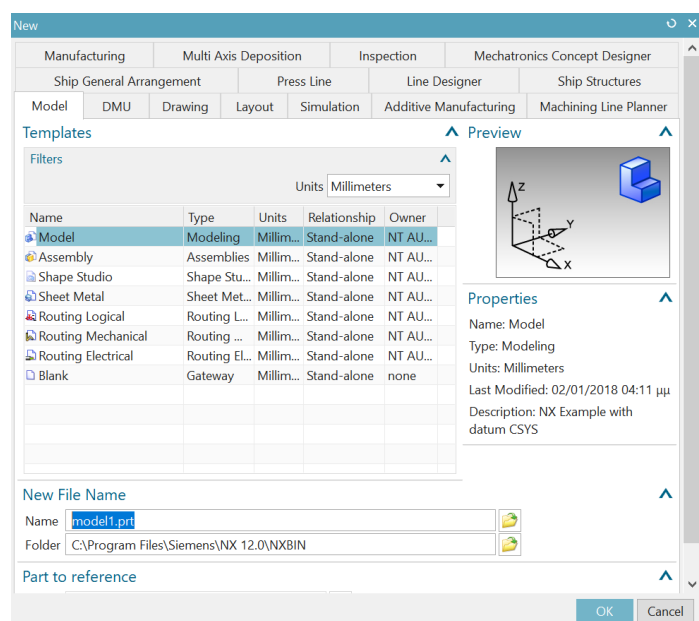 New
Manufacturing Multi Axis Deposition Inspection Mechatronics Concept Designer
Ship General Arrangement Press Line Line Designer Ship Structures
Model DMU Drawing Layout Simulation Additive Manufacturing Machining Line Planner
Templates
Filters
Units Millimeters
Name Type Units Relationship Owner
Model Modeling Millim... Stand-alone NT AU...
Assembly Assemblies Millim... Stand-alone NT AU...
Shape Studio Shape Stu... Millim... Stand-alone NT AU...
Sheet Metal Sheet Met... Millim... Stand-alone NT AU...
Routing Logical Routing L... Millim... Stand-alone NT AU...
Routing Mechanical Routing ... Millim... Stand-alone NT AU...
Routing Electrical Routing El... Millim... Stand-alone NT AU...
Blank Gateway Millim... Stand-alone none
Preview
Z
Y
X
Properties
Name: Model
Type: Modeling
Units: Millimeters
Last Modified: 02/01/2018 04:11 μμ
Description: NX Example with
datum CSYS
New File Name
Name model1.prt
Folder C:\Program Files\Siemens\NX 12.0\NXBIN
Part to reference
OK Cancel